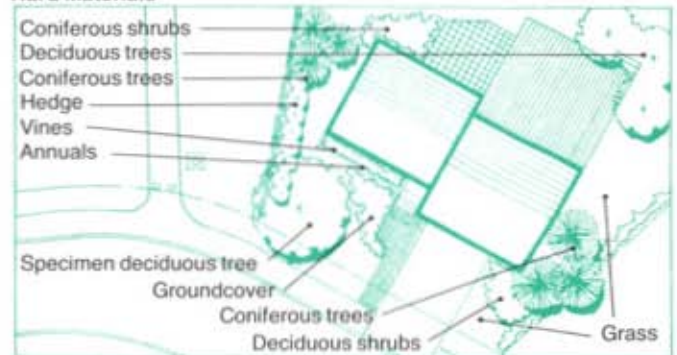 Coniferous shrubs
Deciduous trees
Coniferous trees
Hedge
Vines
Annuals
Specimen deciduous tree
Groundcover
Coniferous trees
Deciduous shrubs
Grass